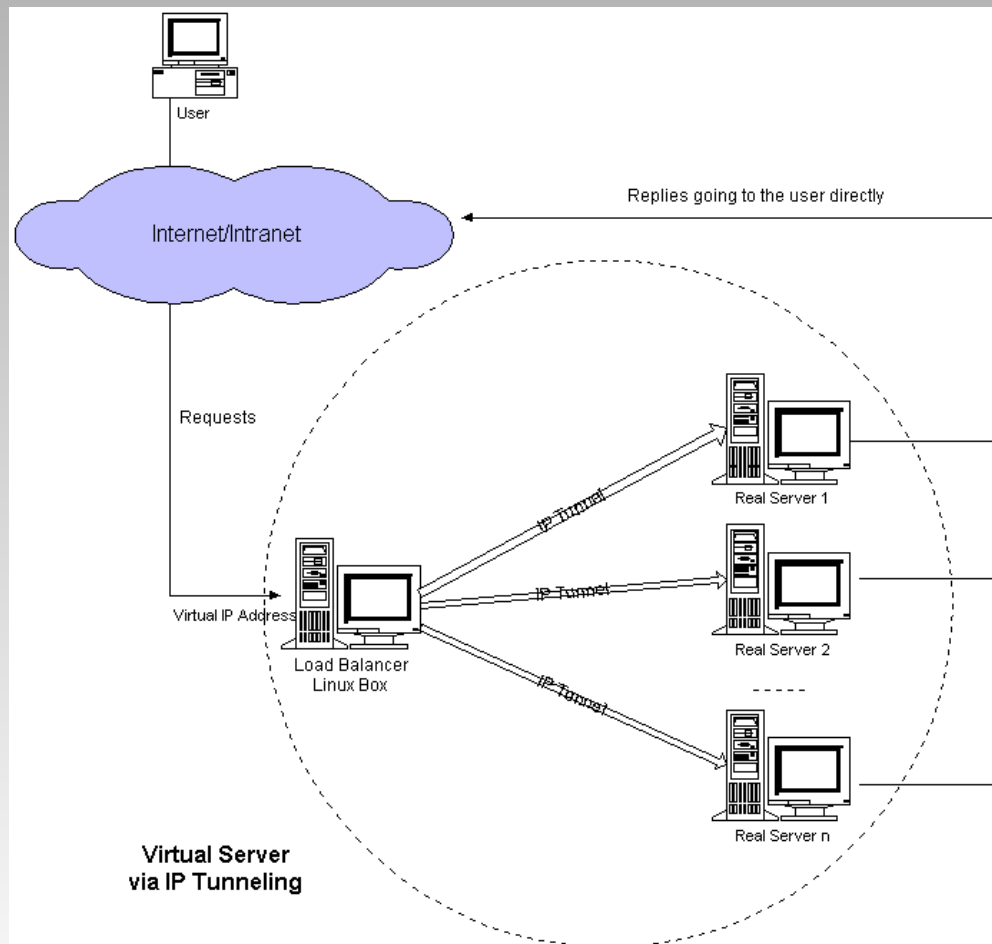 User
Internet/Intranet
Replies going to the user directly
Requests
Virtual IP Address
Load Balancer
Linux Box
IP Tunnel
IP Tunnel
IP Tunnel
Real Server 1
Real Server 2
------
Real Server n
Virtual Server
via IP Tunneling